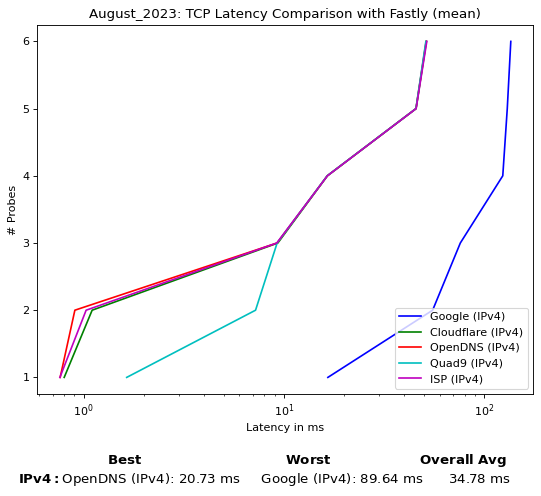 August_2023: TCP Latency Comparison with Fastly (mean)
6
5
4
3
2
1
# Probes
Google (IPv4)
Cloudflare (IPv4)
OpenDNS (IPv4)
Quad9 (IPv4)
ISP (IPv4)
10⁰ 10¹ 10²
Latency in ms
Best Worst Overall Avg
IPv4: OpenDNS (IPv4): 20.73 ms Google (IPv4): 89.64 ms 34.78 ms